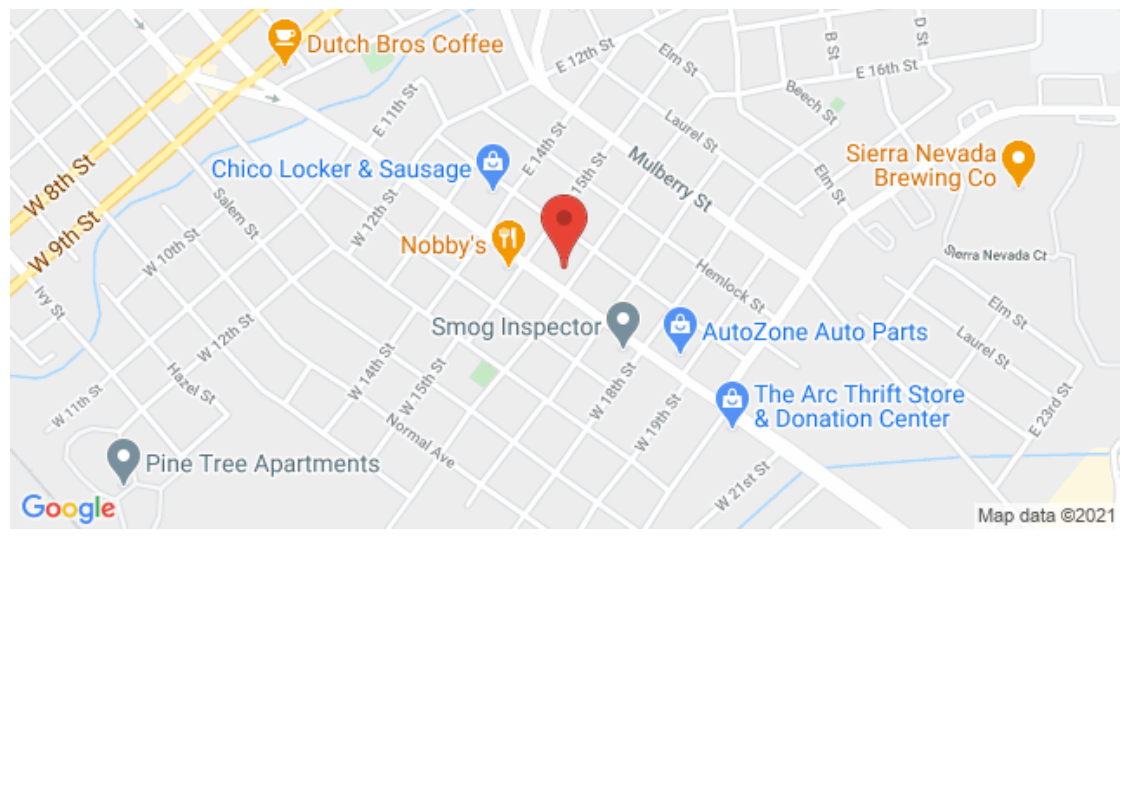 Dutch Bros Coffee
E 12th St
Elm St
B St
D St
E 16th St
Beech St
E 11th St
Laurel St
E 14th St
Mulberry St
Sierra Nevada
Brewing Co
Chico Locker & Sausage
15th St
Elm St
W 8th St
Salem St
W 12th St
W 9th St
W 10th St
Nobby's
Sierra Nevada Ct
Hemlock St
Ivy St
Elm St
Smog Inspector
AutoZone Auto Parts
W 12th St
Laurel St
W 14th St
W 15th St
Hazel St
W 18th St
The Arc Thrift Store
& Donation Center
W 11th St
W 19th St
E 23rd St
Normal Ave
Pine Tree Apartments
W 21st St
Google
Map data ©2021